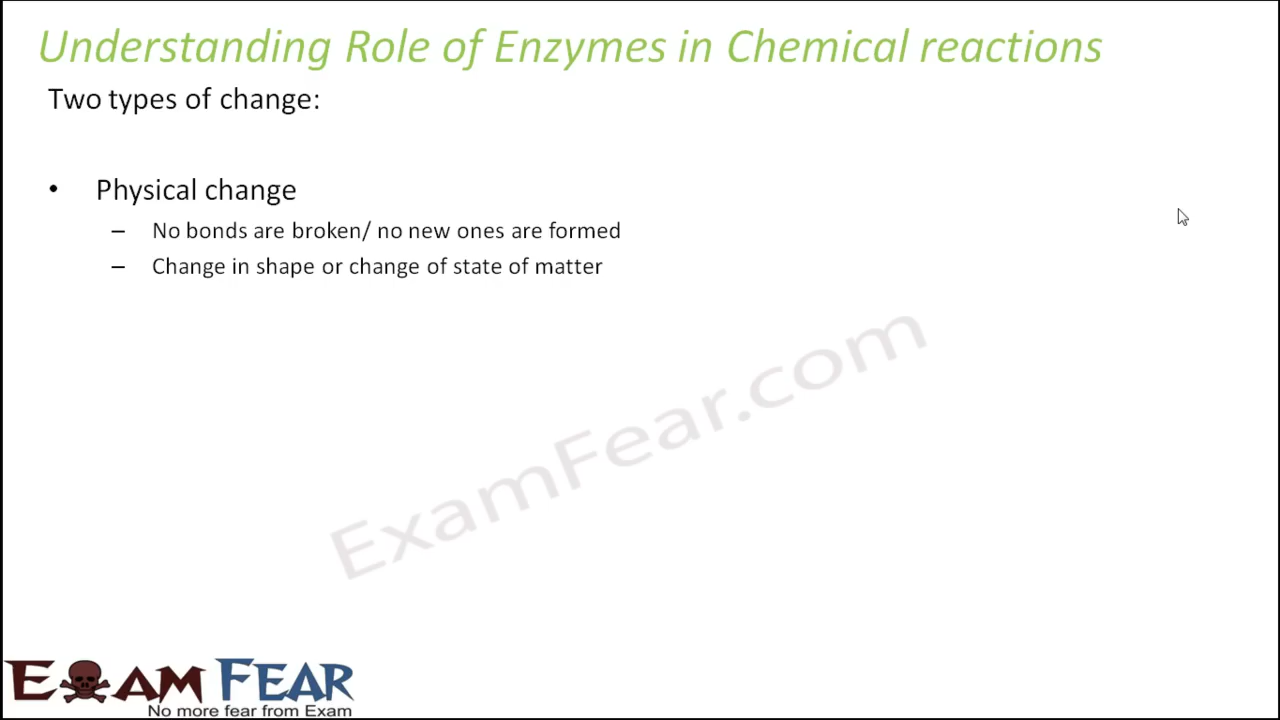 Understanding Role of Enzymes in Chemical reactions
Two types of change:
• Physical change
– No bonds are broken/ no new ones are formed
– Change in shape or change of state of matter
ExamFear.com
EXAM FEAR
No more fear from Exam